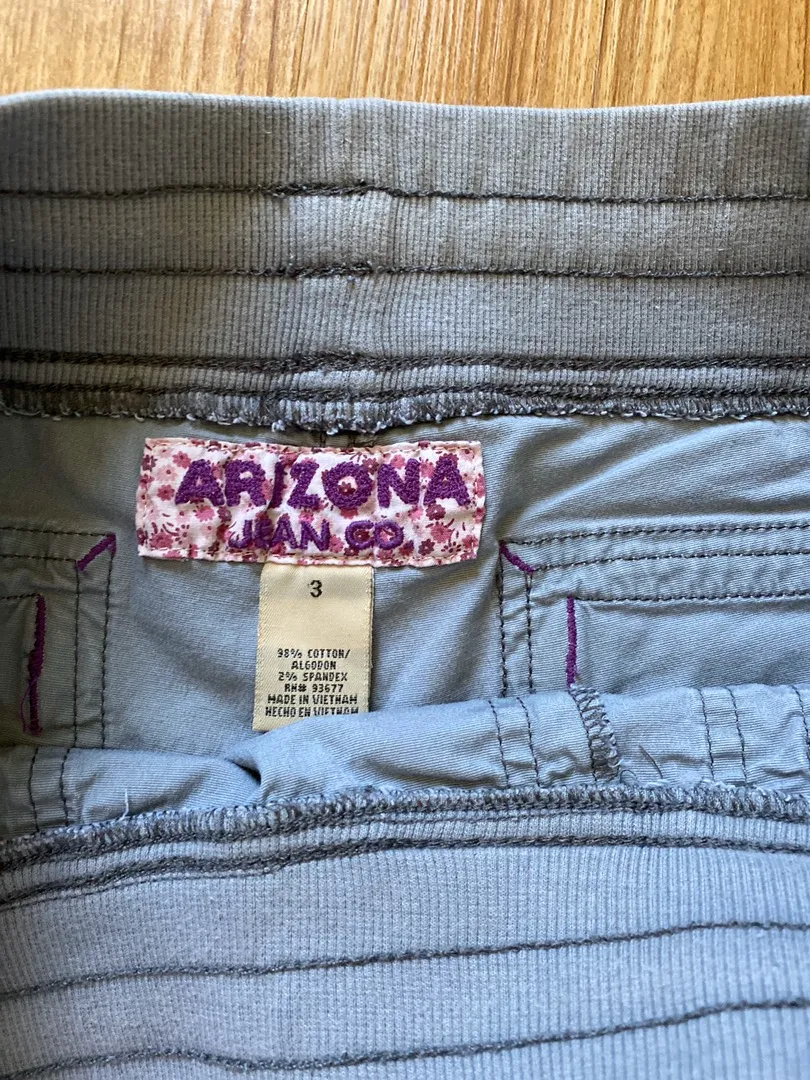 ARIZONA
JEAN CO
3
98% COTTON/
ALGODON
2% SPANDEX
RN# 93677
MADE IN VIETNAM
HECHO EN VIETNAM